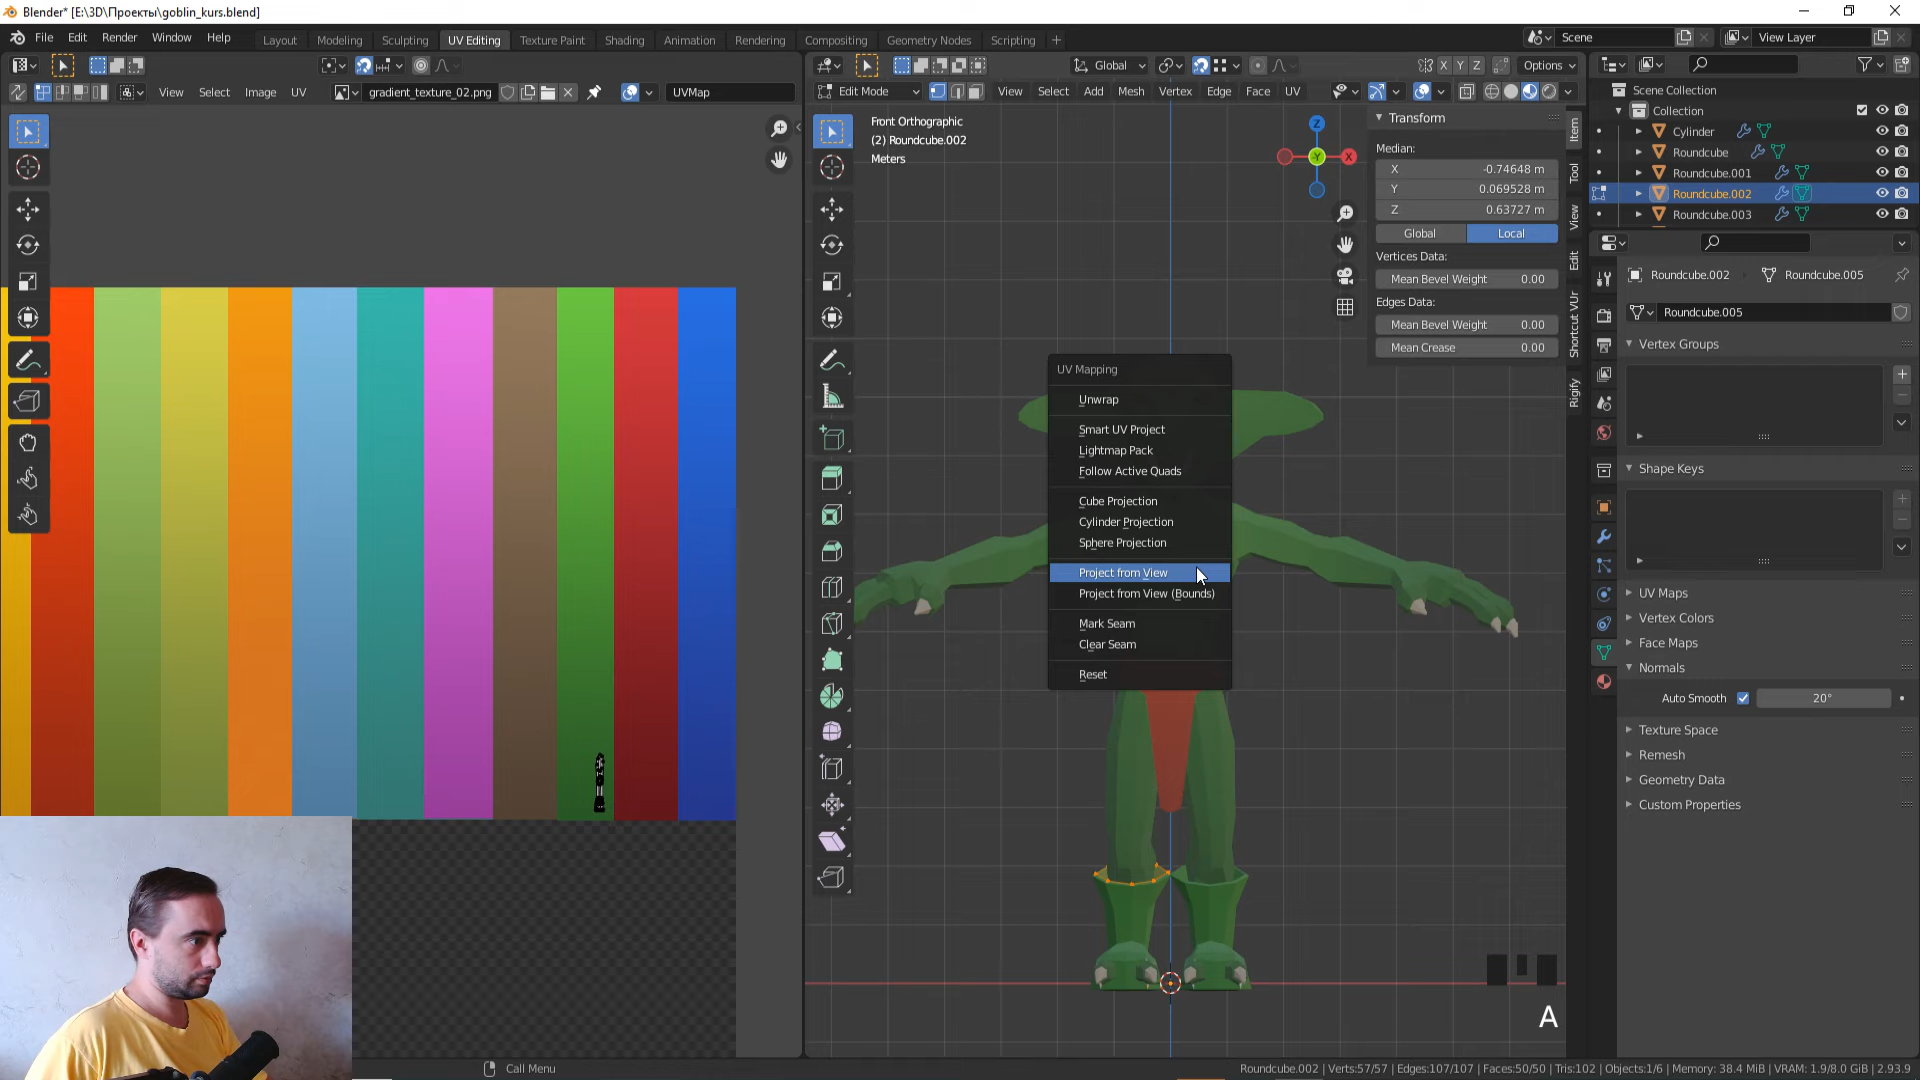 Blender* [E:\3D\Проекты\goblin_kurs.blend]
File Edit Render Window Help Layout Modeling Sculpting UV Editing Texture Paint Shading Animation Rendering Compositing Geometry Nodes Scripting + Scene View Layer
Global X Y Z Options
View Select Image UV gradient_texture_02.png UVMap Edit Mode View Select Add Mesh Vertex Edge Face UV
Scene Collection
Collection
Cylinder
Roundcube
Roundcube.001
Roundcube.002
Roundcube.003
Front Orthographic
(2) Roundcube.002
Meters
Z
Y
X
Transform
Median:
X -0.74648 m
Y 0.069528 m
Z 0.63727 m
Global Local
Vertices Data:
Mean Bevel Weight 0.00
Edges Data:
Mean Bevel Weight 0.00
Mean Crease 0.00
Item
Tool
View
Edit
Shortcut VUr
Rigify
UV Mapping
Unwrap
Smart UV Project
Lightmap Pack
Follow Active Quads
Cube Projection
Cylinder Projection
Sphere Projection
Project from View
Project from View (Bounds)
Mark Seam
Clear Seam
Reset
Roundcube.002 Roundcube.005
Roundcube.005
Vertex Groups
Shape Keys
UV Maps
Vertex Colors
Face Maps
Normals
Auto Smooth 20°
Texture Space
Remesh
Geometry Data
Custom Properties
A
Call Menu
Roundcube.002 | Verts:57/57 | Edges:107/107 | Faces:50/50 | Tris:102 | Objects:1/6 | Memory: 38.4 MiB | VRAM: 1.9/8.0 GiB | 2.93.9